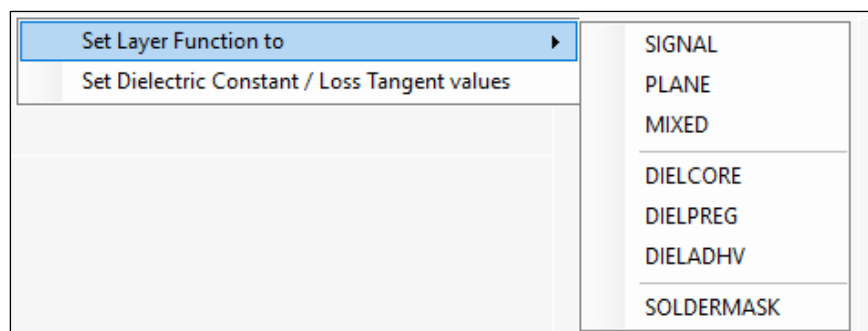 Set Layer Function to
Set Dielectric Constant / Loss Tangent values
SIGNAL
PLANE
MIXED
DIELCORE
DIELPREG
DIELADHV
SOLDERMASK